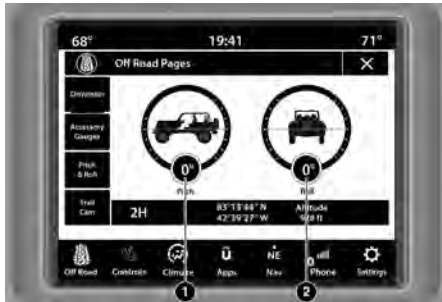 68°
19:41
71°
Off Road Pages
X
Drivetrain
Accessory
Gauges
Pitch
& Roll
Trail
Cam
0°
0°
Pitch
Roll
2H
83°13'44" N
42°39'27" W
Altitude
928 ft
Off Road
Controls
Climate
Apps
NE
Nav
Phone
Settings
1
2